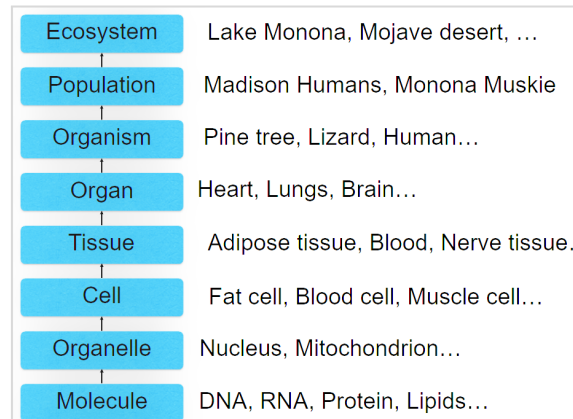 Ecosystem Lake Monona, Mojave desert, …
Population Madison Humans, Monona Muskie
Organism Pine tree, Lizard, Human…
Organ Heart, Lungs, Brain…
Tissue Adipose tissue, Blood, Nerve tissue.
Cell Fat cell, Blood cell, Muscle cell…
Organelle Nucleus, Mitochondrion…
Molecule DNA, RNA, Protein, Lipids…